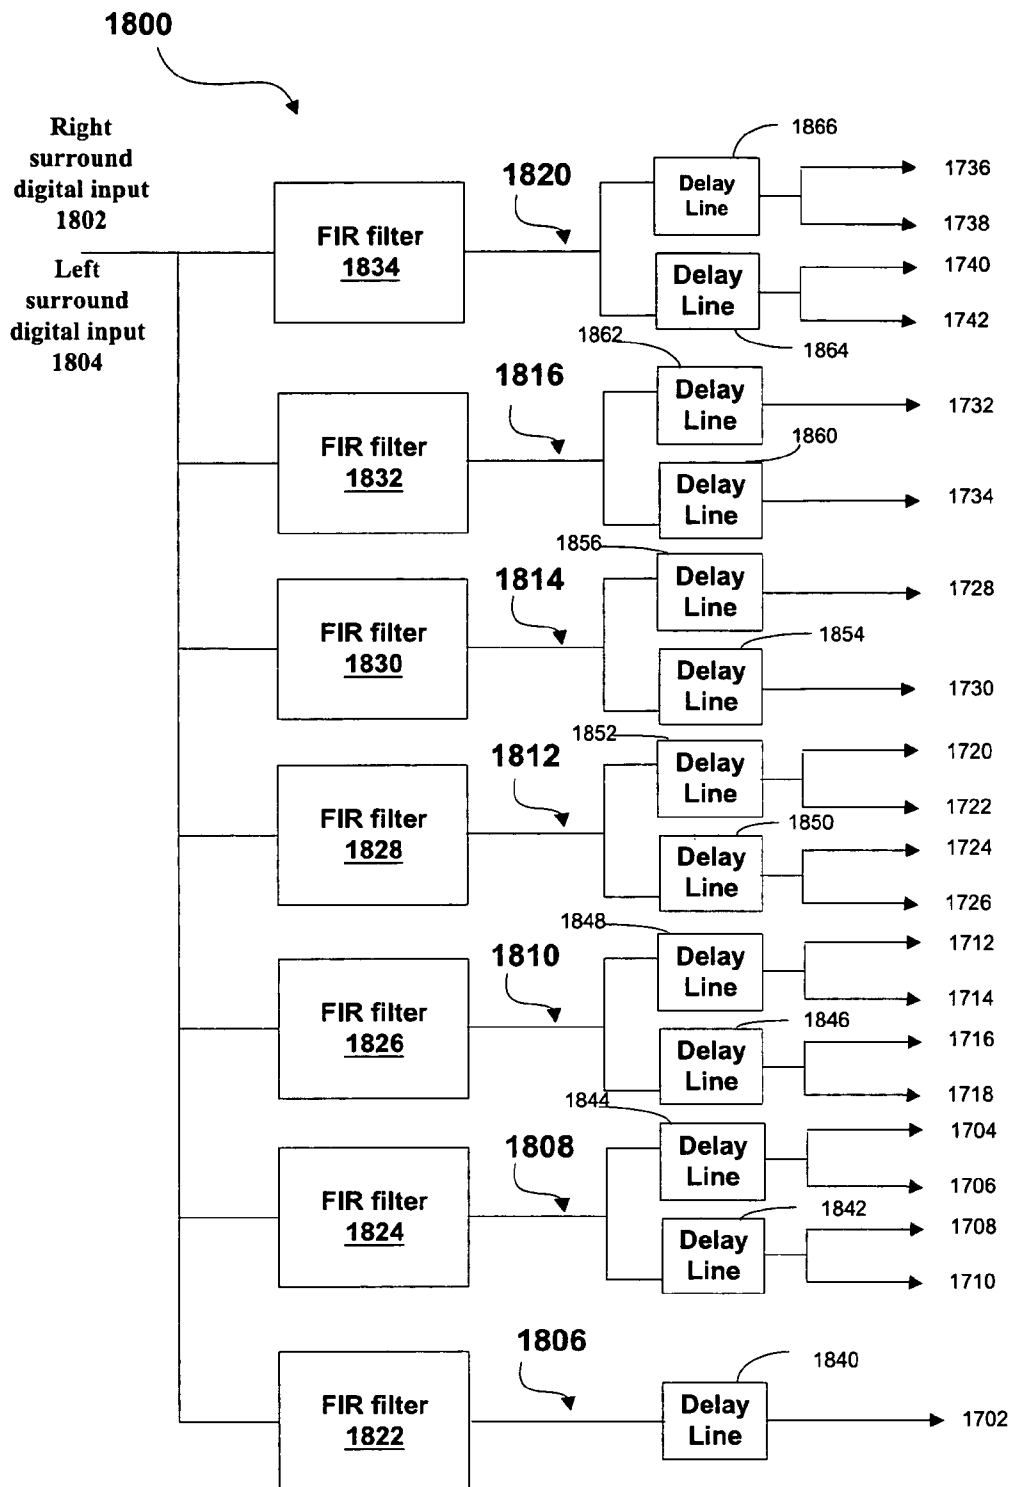 1800
Right
surround
digital input
1802
Left
surround
digital input
1804
FIR filter
1834
1820
1866
Delay
Line
1736
1738
Delay
Line
1864
1740
1742
FIR filter
1832
1816
1862
Delay
Line
1732
1860
Delay
Line
1734
FIR filter
1830
1814
1856
Delay
Line
1728
1854
Delay
Line
1730
FIR filter
1828
1812
1852
Delay
Line
1720
1722
1850
Delay
Line
1724
1726
FIR filter
1826
1810
1848
Delay
Line
1712
1714
1846
Delay
Line
1716
1718
FIR filter
1824
1808
1844
Delay
Line
1704
1706
1842
Delay
Line
1708
1710
FIR filter
1822
1806
1840
Delay
Line
1702